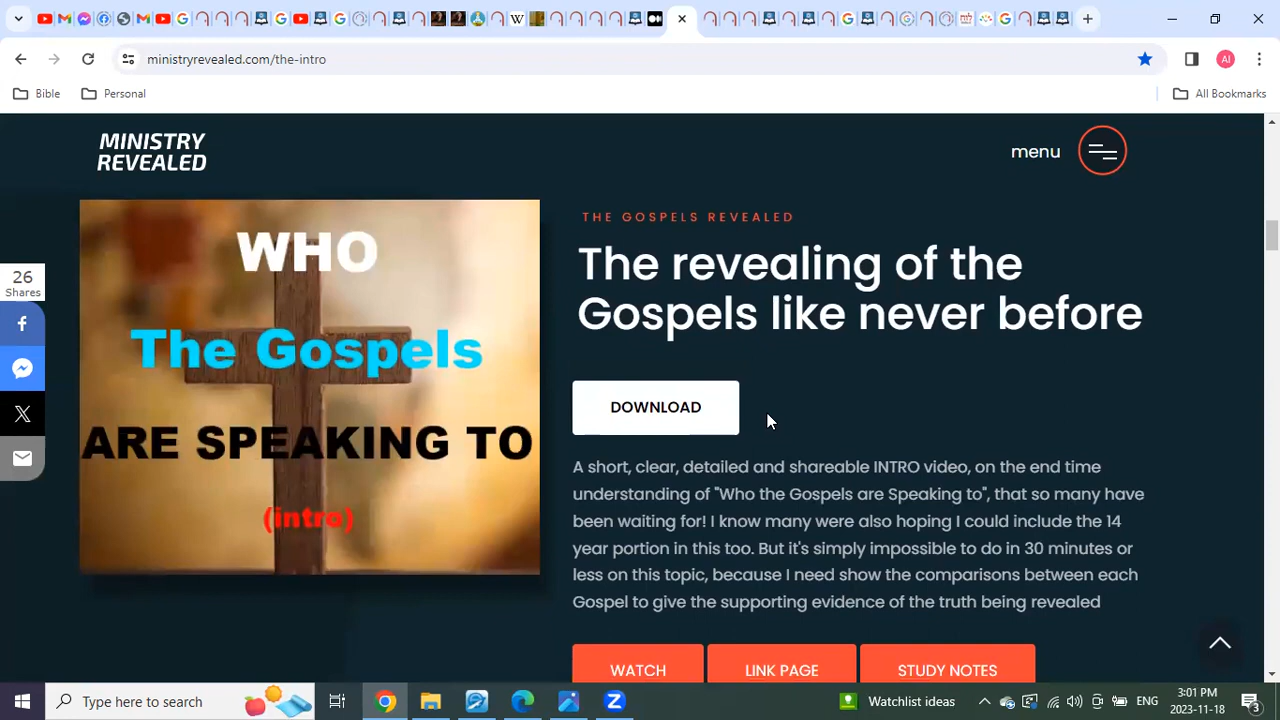 ministryrevealed.com/the-intro
AI
Bible
Personal
All Bookmarks
MINISTRY
REVEALED
menu
26
Shares
WHO
The Gospels
ARE SPEAKING TO
(intro)
THE GOSPELS REVEALED
The revealing of the
Gospels like never before
DOWNLOAD
A short, clear, detailed and shareable INTRO video, on the end time
understanding of "Who the Gospels are Speaking to", that so many have
been waiting for! I know many were also hoping I could include the 14
year portion in this too. But it's simply impossible to do in 30 minutes or
less on this topic, because I need show the comparisons between each
Gospel to give the supporting evidence of the truth being revealed
WATCH
LINK PAGE
STUDY NOTES
Type here to search
Watchlist ideas
ENG
3:01 PM
2023-11-18
3